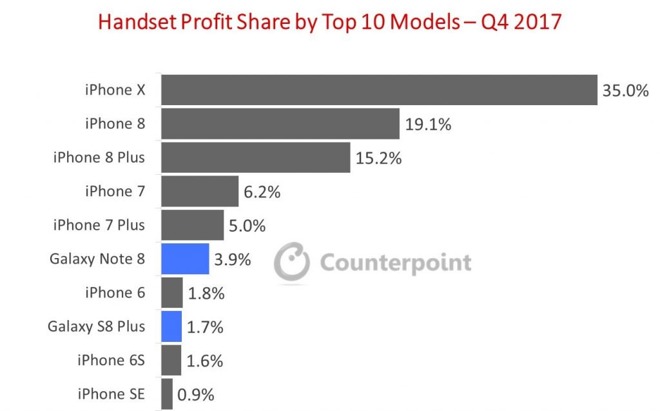 Handset Profit Share by Top 10 Models – Q4 2017
iPhone X 35.0%
iPhone 8 19.1%
iPhone 8 Plus 15.2%
iPhone 7 6.2%
iPhone 7 Plus 5.0%
Galaxy Note 8 3.9%
Counterpoint
iPhone 6 1.8%
Galaxy S8 Plus 1.7%
iPhone 6S 1.6%
iPhone SE 0.9%